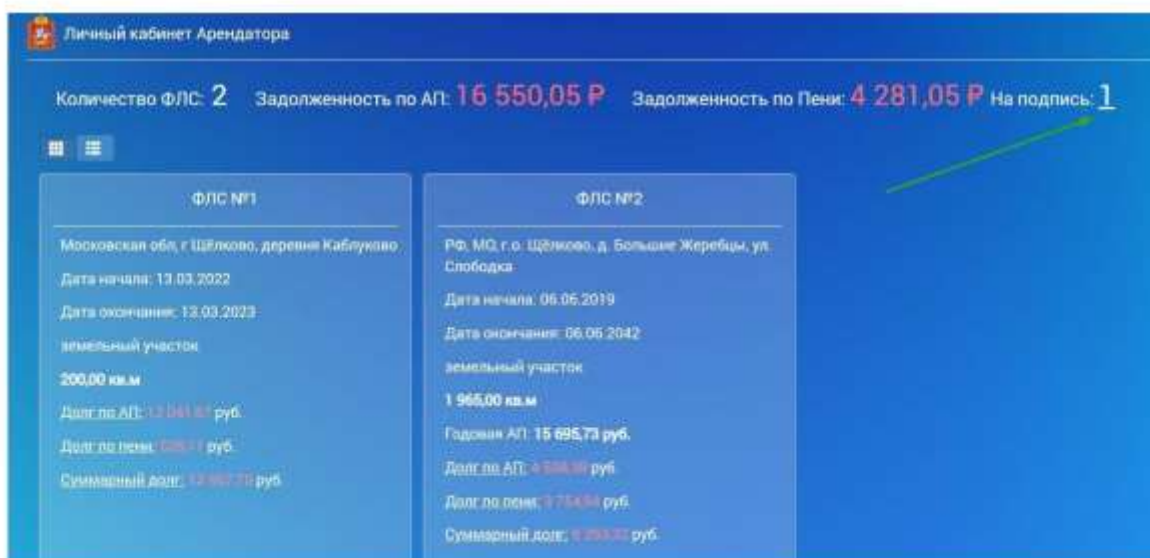 Личный кабинет Арендатора
Количество ФЛС: 2 Задолженность по АП: 16 550,05 ₽ Задолженность по Пени: 4 281,05 ₽ На подпись: 1
ФЛС №1
Московская обл, г Щёлково, деревня Каблуково
Дата начала: 13.03.2022
Дата окончания: 13.03.2023
земельный участок
200,00 кв.м
Долг по АП: руб.
Долг по пени: руб.
Суммарный долг: руб.
ФЛС №2
РФ, МО, г.о. Щёлково, д. Большие Жеребцы, ул.
Слободка
Дата начала: 06.06.2019
Дата окончания: 06.06.2042
земельный участок
1 965,00 кв.м
Годовая АП: 15 695,73 руб.
Долг по АП: руб.
Долг по пени: руб.
Суммарный долг: руб.